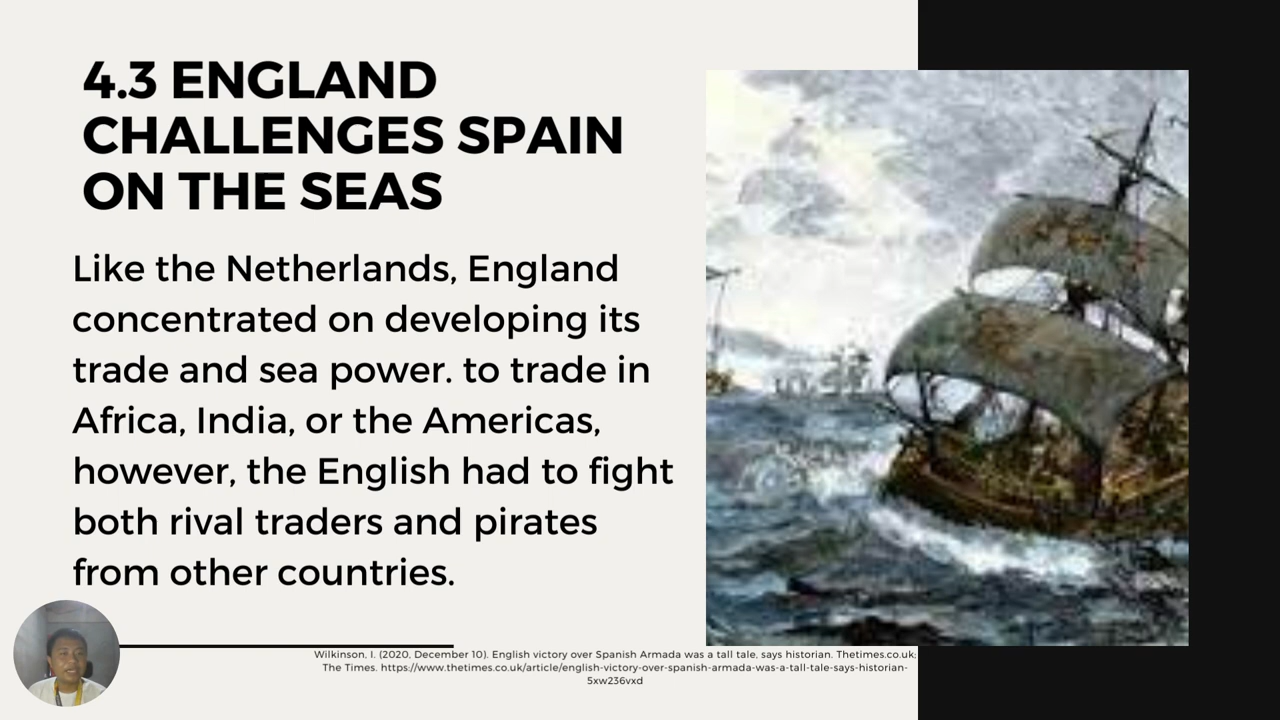 4.3 ENGLAND
CHALLENGES SPAIN
ON THE SEAS
Like the Netherlands, England
concentrated on developing its
trade and sea power. to trade in
Africa, India, or the Americas,
however, the English had to fight
both rival traders and pirates
from other countries.
Wilkinson, I. (2020, December 10). English victory over Spanish Armada was a tall tale, says historian. Thetimes.co.uk;
The Times. https://www.thetimes.co.uk/article/english-victory-over-spanish-armada-was-a-tall-tale-says-historian-
5xw236vxd